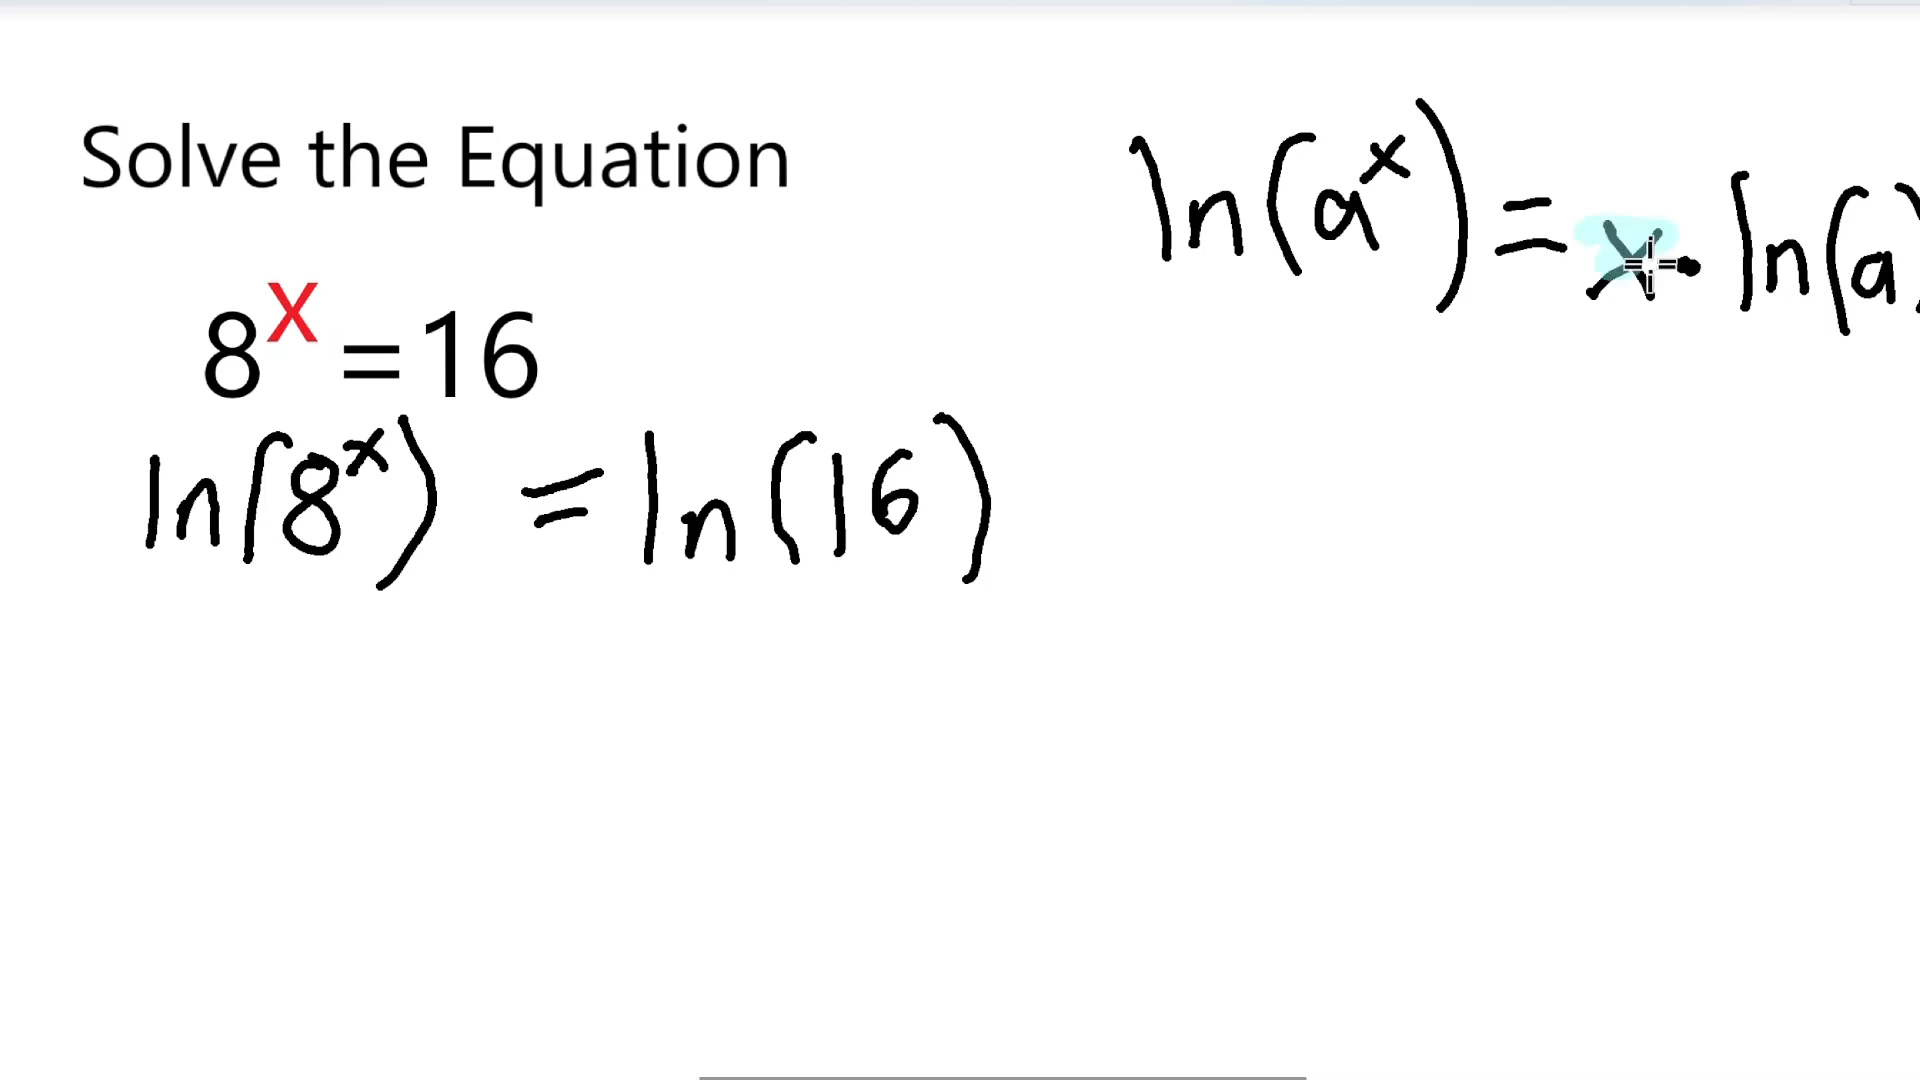 Solve the Equation
ln(a^x) = x · ln(a)
8^x = 16
ln(8^x) = ln(16)